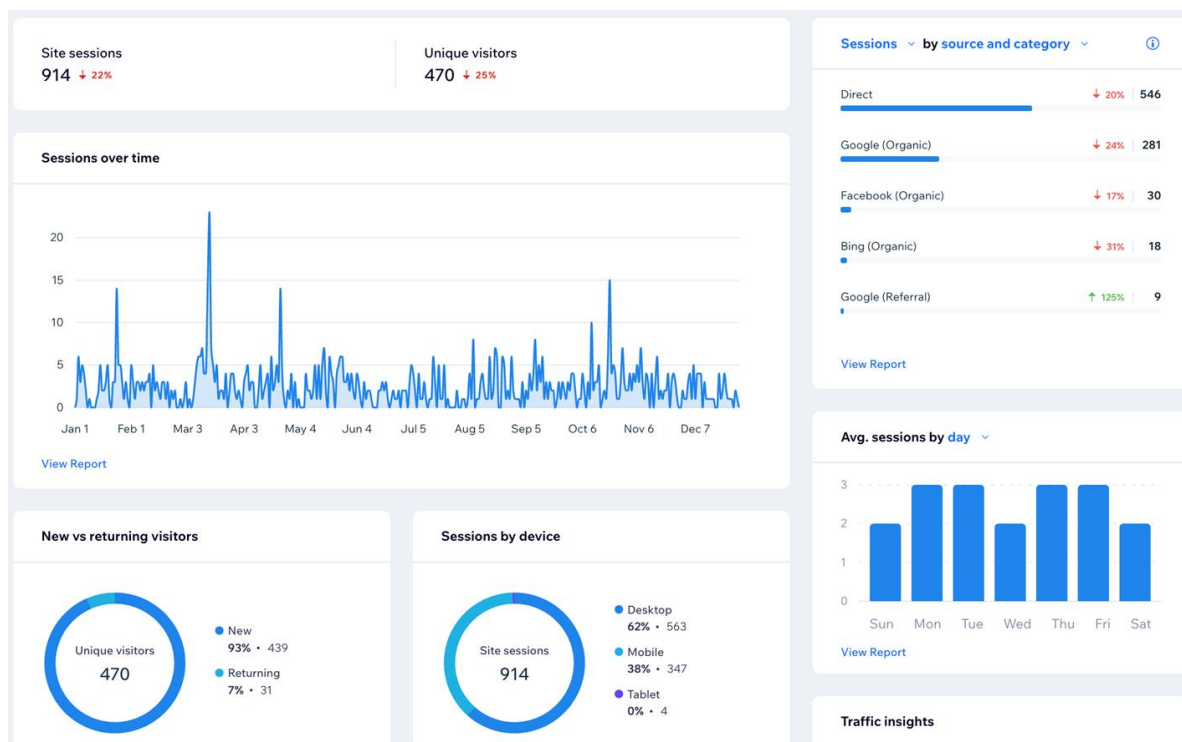 Site sessions
914 ↓ 22%
Unique visitors
470 ↓ 25%
Sessions over time
20
15
10
5
0
Jan 1 Feb 1 Mar 3 Apr 3 May 4 Jun 4 Jul 5 Aug 5 Sep 5 Oct 6 Nov 6 Dec 7
View Report
New vs returning visitors
Unique visitors
470
New
93% • 439
Returning
7% • 31
Sessions by device
Site sessions
914
Desktop
62% • 563
Mobile
38% • 347
Tablet
0% • 4
Sessions by source and category
Direct ↓ 20% 546
Google (Organic) ↓ 24% 281
Facebook (Organic) ↓ 17% 30
Bing (Organic) ↓ 31% 18
Google (Referral) ↑ 125% 9
View Report
Avg. sessions by day
3
2
1
0
Sun Mon Tue Wed Thu Fri Sat
View Report
Traffic insights